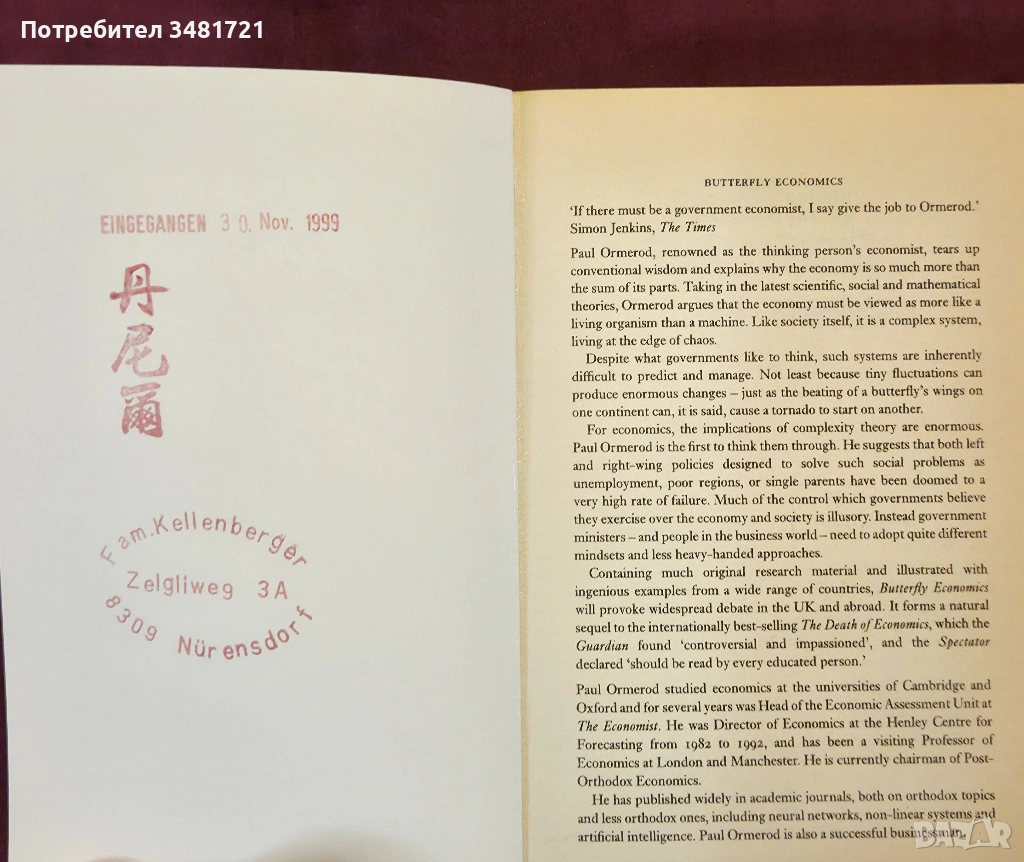 Потребител 3481721
EINGEGANGEN 30. Nov. 1999
丹
尼
爾
Fam. Kellenberger
Zelgliweg 3A
8309 Nürensdorf
BUTTERFLY ECONOMICS
‘If there must be a government economist, I say give the job to Ormerod.’
Simon Jenkins, The Times
Paul Ormerod, renowned as the thinking person’s economist, tears up
conventional wisdom and explains why the economy is so much more than
the sum of its parts. Taking in the latest scientific, social and mathematical
theories, Ormerod argues that the economy must be viewed as more like a
living organism than a machine. Like society itself, it is a complex system,
living at the edge of chaos.
Despite what governments like to think, such systems are inherently
difficult to predict and manage. Not least because tiny fluctuations can
produce enormous changes – just as the beating of a butterfly’s wings on
one continent can, it is said, cause a tornado to start on another.
For economics, the implications of complexity theory are enormous.
Paul Ormerod is the first to think them through. He suggests that both left
and right-wing policies designed to solve such social problems as
unemployment, poor regions, or single parents have been doomed to a
very high rate of failure. Much of the control which governments believe
they exercise over the economy and society is illusory. Instead government
ministers – and people in the business world – need to adopt quite different
mindsets and less heavy-handed approaches.
Containing much original research material and illustrated with
ingenious examples from a wide range of countries, Butterfly Economics
will provoke widespread debate in the UK and abroad. It forms a natural
sequel to the internationally best-selling The Death of Economics, which the
Guardian found ‘controversial and impassioned’, and the Spectator
declared ‘should be read by every educated person.’
Paul Ormerod studied economics at the universities of Cambridge and
Oxford and for several years was Head of the Economic Assessment Unit at
The Economist. He was Director of Economics at the Henley Centre for
Forecasting from 1982 to 1992, and has been a visiting Professor of
Economics at London and Manchester. He is currently chairman of Post-
Orthodox Economics.
He has published widely in academic journals, both on orthodox topics
and less orthodox ones, including neural networks, non-linear systems and
artificial intelligence. Paul Ormerod is also a successful businessman.
BAZAR